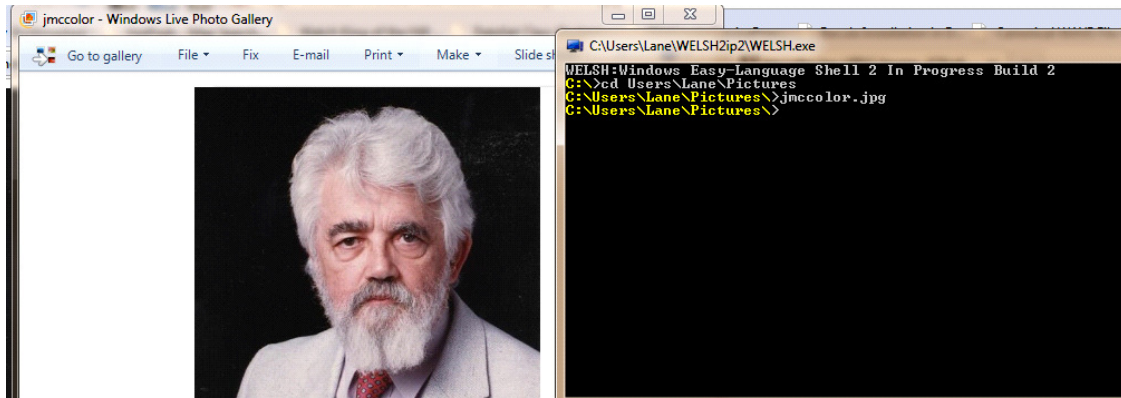 jmccolor - Windows Live Photo Gallery
Go to gallery File Fix E-mail Print Make Slide
C:\Users\Lane\WELSH2ip2\WELSH.exe
WELSH:Windows Easy-Language Shell 2 In Progress Build 2
C:\>cd Users\Lane\Pictures
C:\Users\Lane\Pictures\>jmccolor.jpg
C:\Users\Lane\Pictures\>